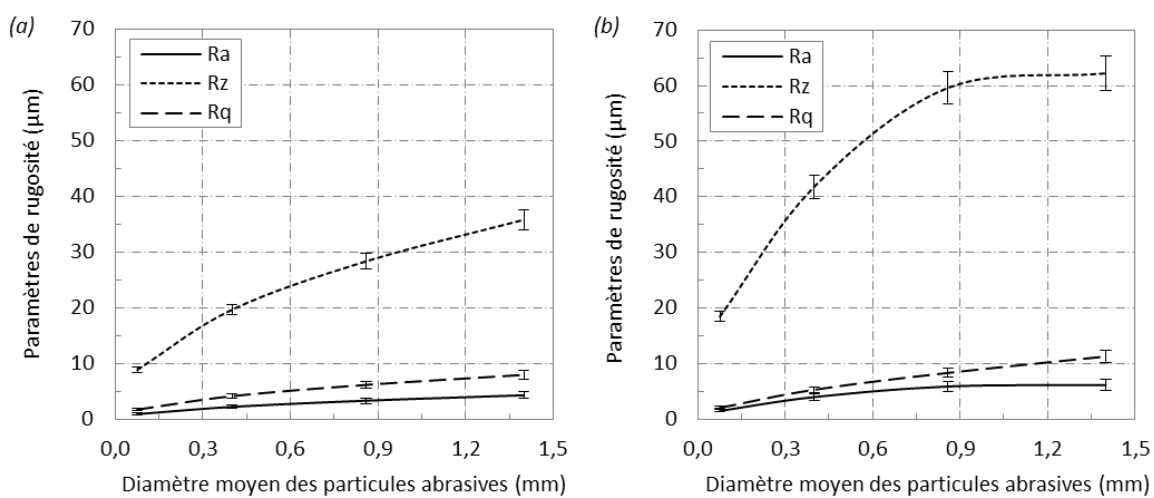 (a)
Paramètres de rugosité (µm)
70
60
50
40
30
20
10
0
Ra
Rz
Rq
0,0 0,3 0,6 0,9 1,2 1,5
Diamètre moyen des particules abrasives (mm)
(b)
Paramètres de rugosité (µm)
70
60
50
40
30
20
10
0
Ra
Rz
Rq
0,0 0,3 0,6 0,9 1,2 1,5
Diamètre moyen des particules abrasives (mm)